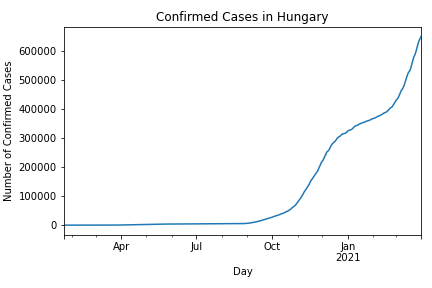 Confirmed Cases in Hungary
600000
500000
400000
300000
200000
100000
0
Number of Confirmed Cases
Apr
Jul
Oct
Jan
2021
Day